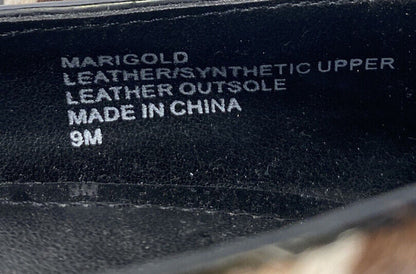 MARIGOLD
LEATHER/SYNTHETIC UPPER
LEATHER OUTSOLE
MADE IN CHINA
9M